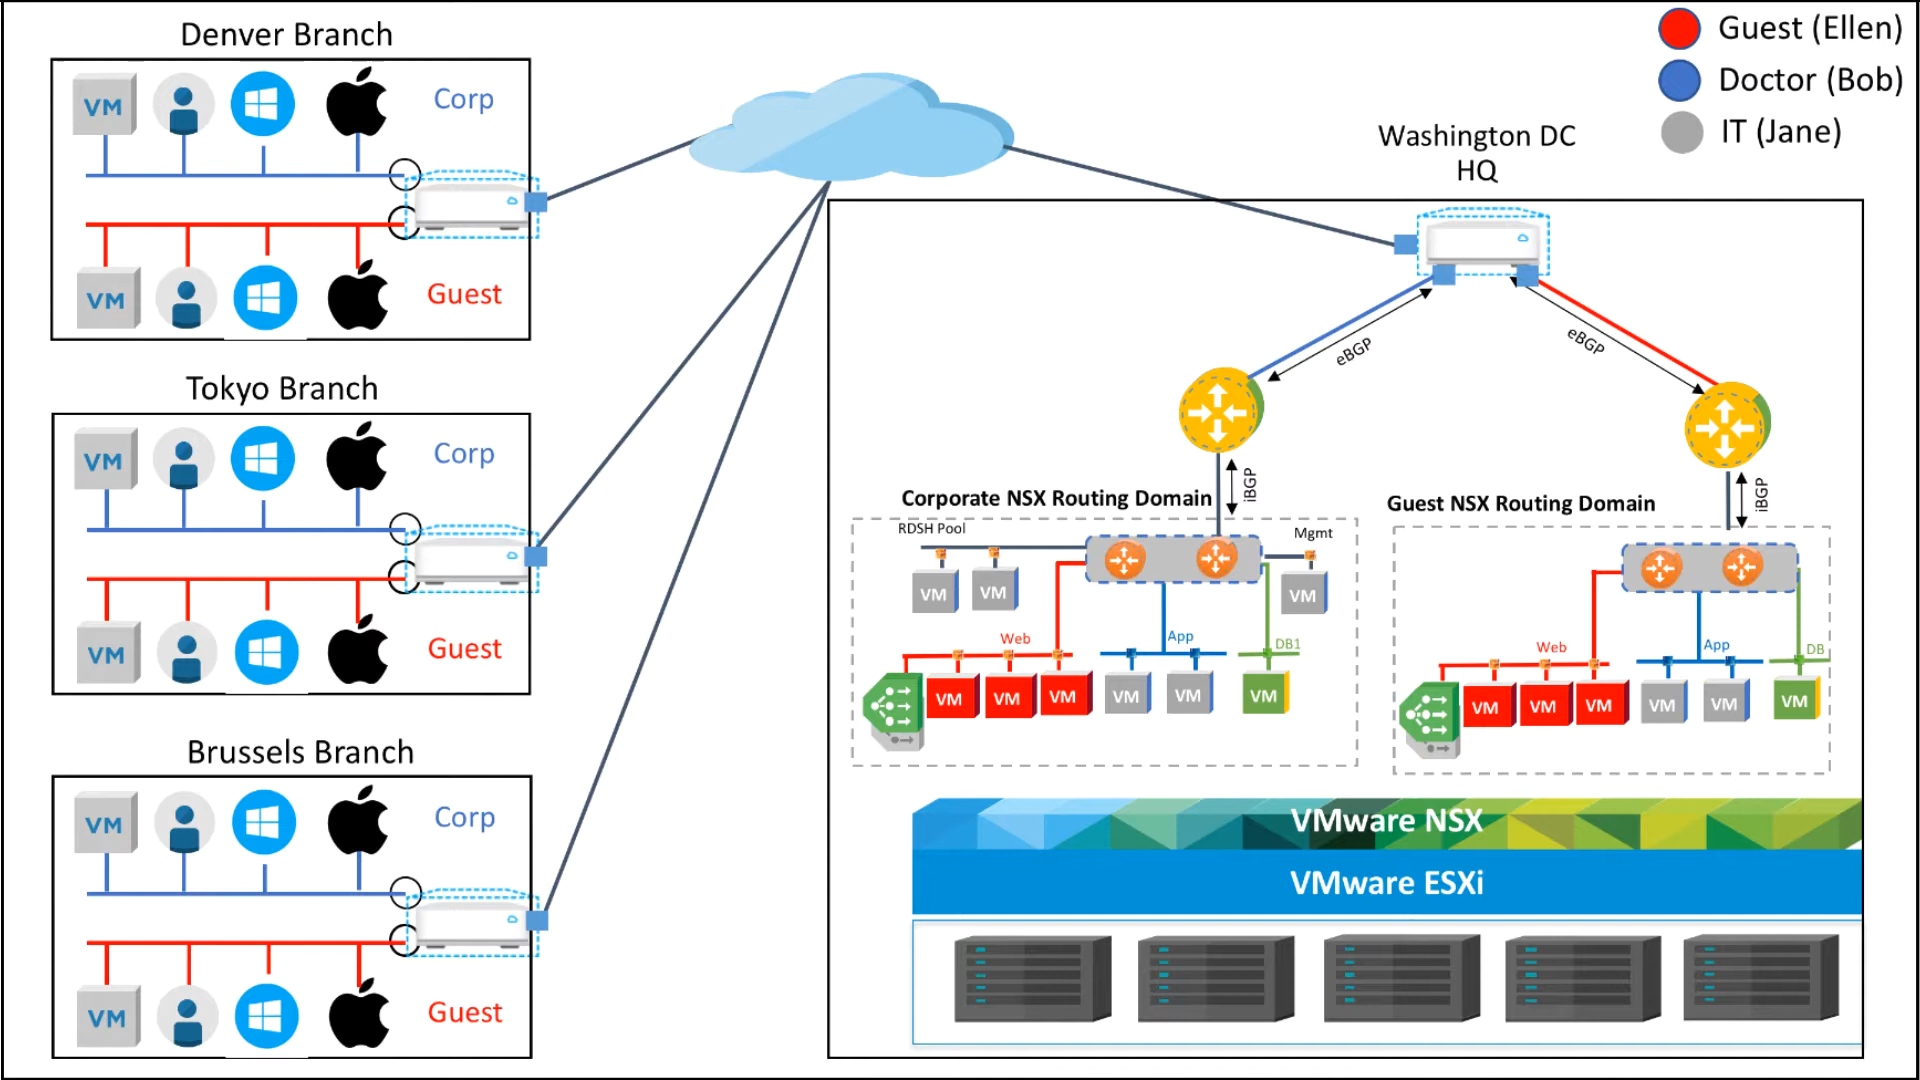 Denver Branch
VM
Corp
VM
Guest
Tokyo Branch
VM
Corp
VM
Guest
Brussels Branch
VM
Corp
VM
Guest
Guest (Ellen)
Doctor (Bob)
IT (Jane)
Washington DC
HQ
eBGP
eBGP
iBGP
iBGP
Corporate NSX Routing Domain
RDSH Pool
Mgmt
VM
VM
VM
Web
App
DB1
VM
VM
VM
VM
VM
VM
Guest NSX Routing Domain
Web
App
DB
VM
VM
VM
VM
VM
VM
VMware NSX
VMware ESXi